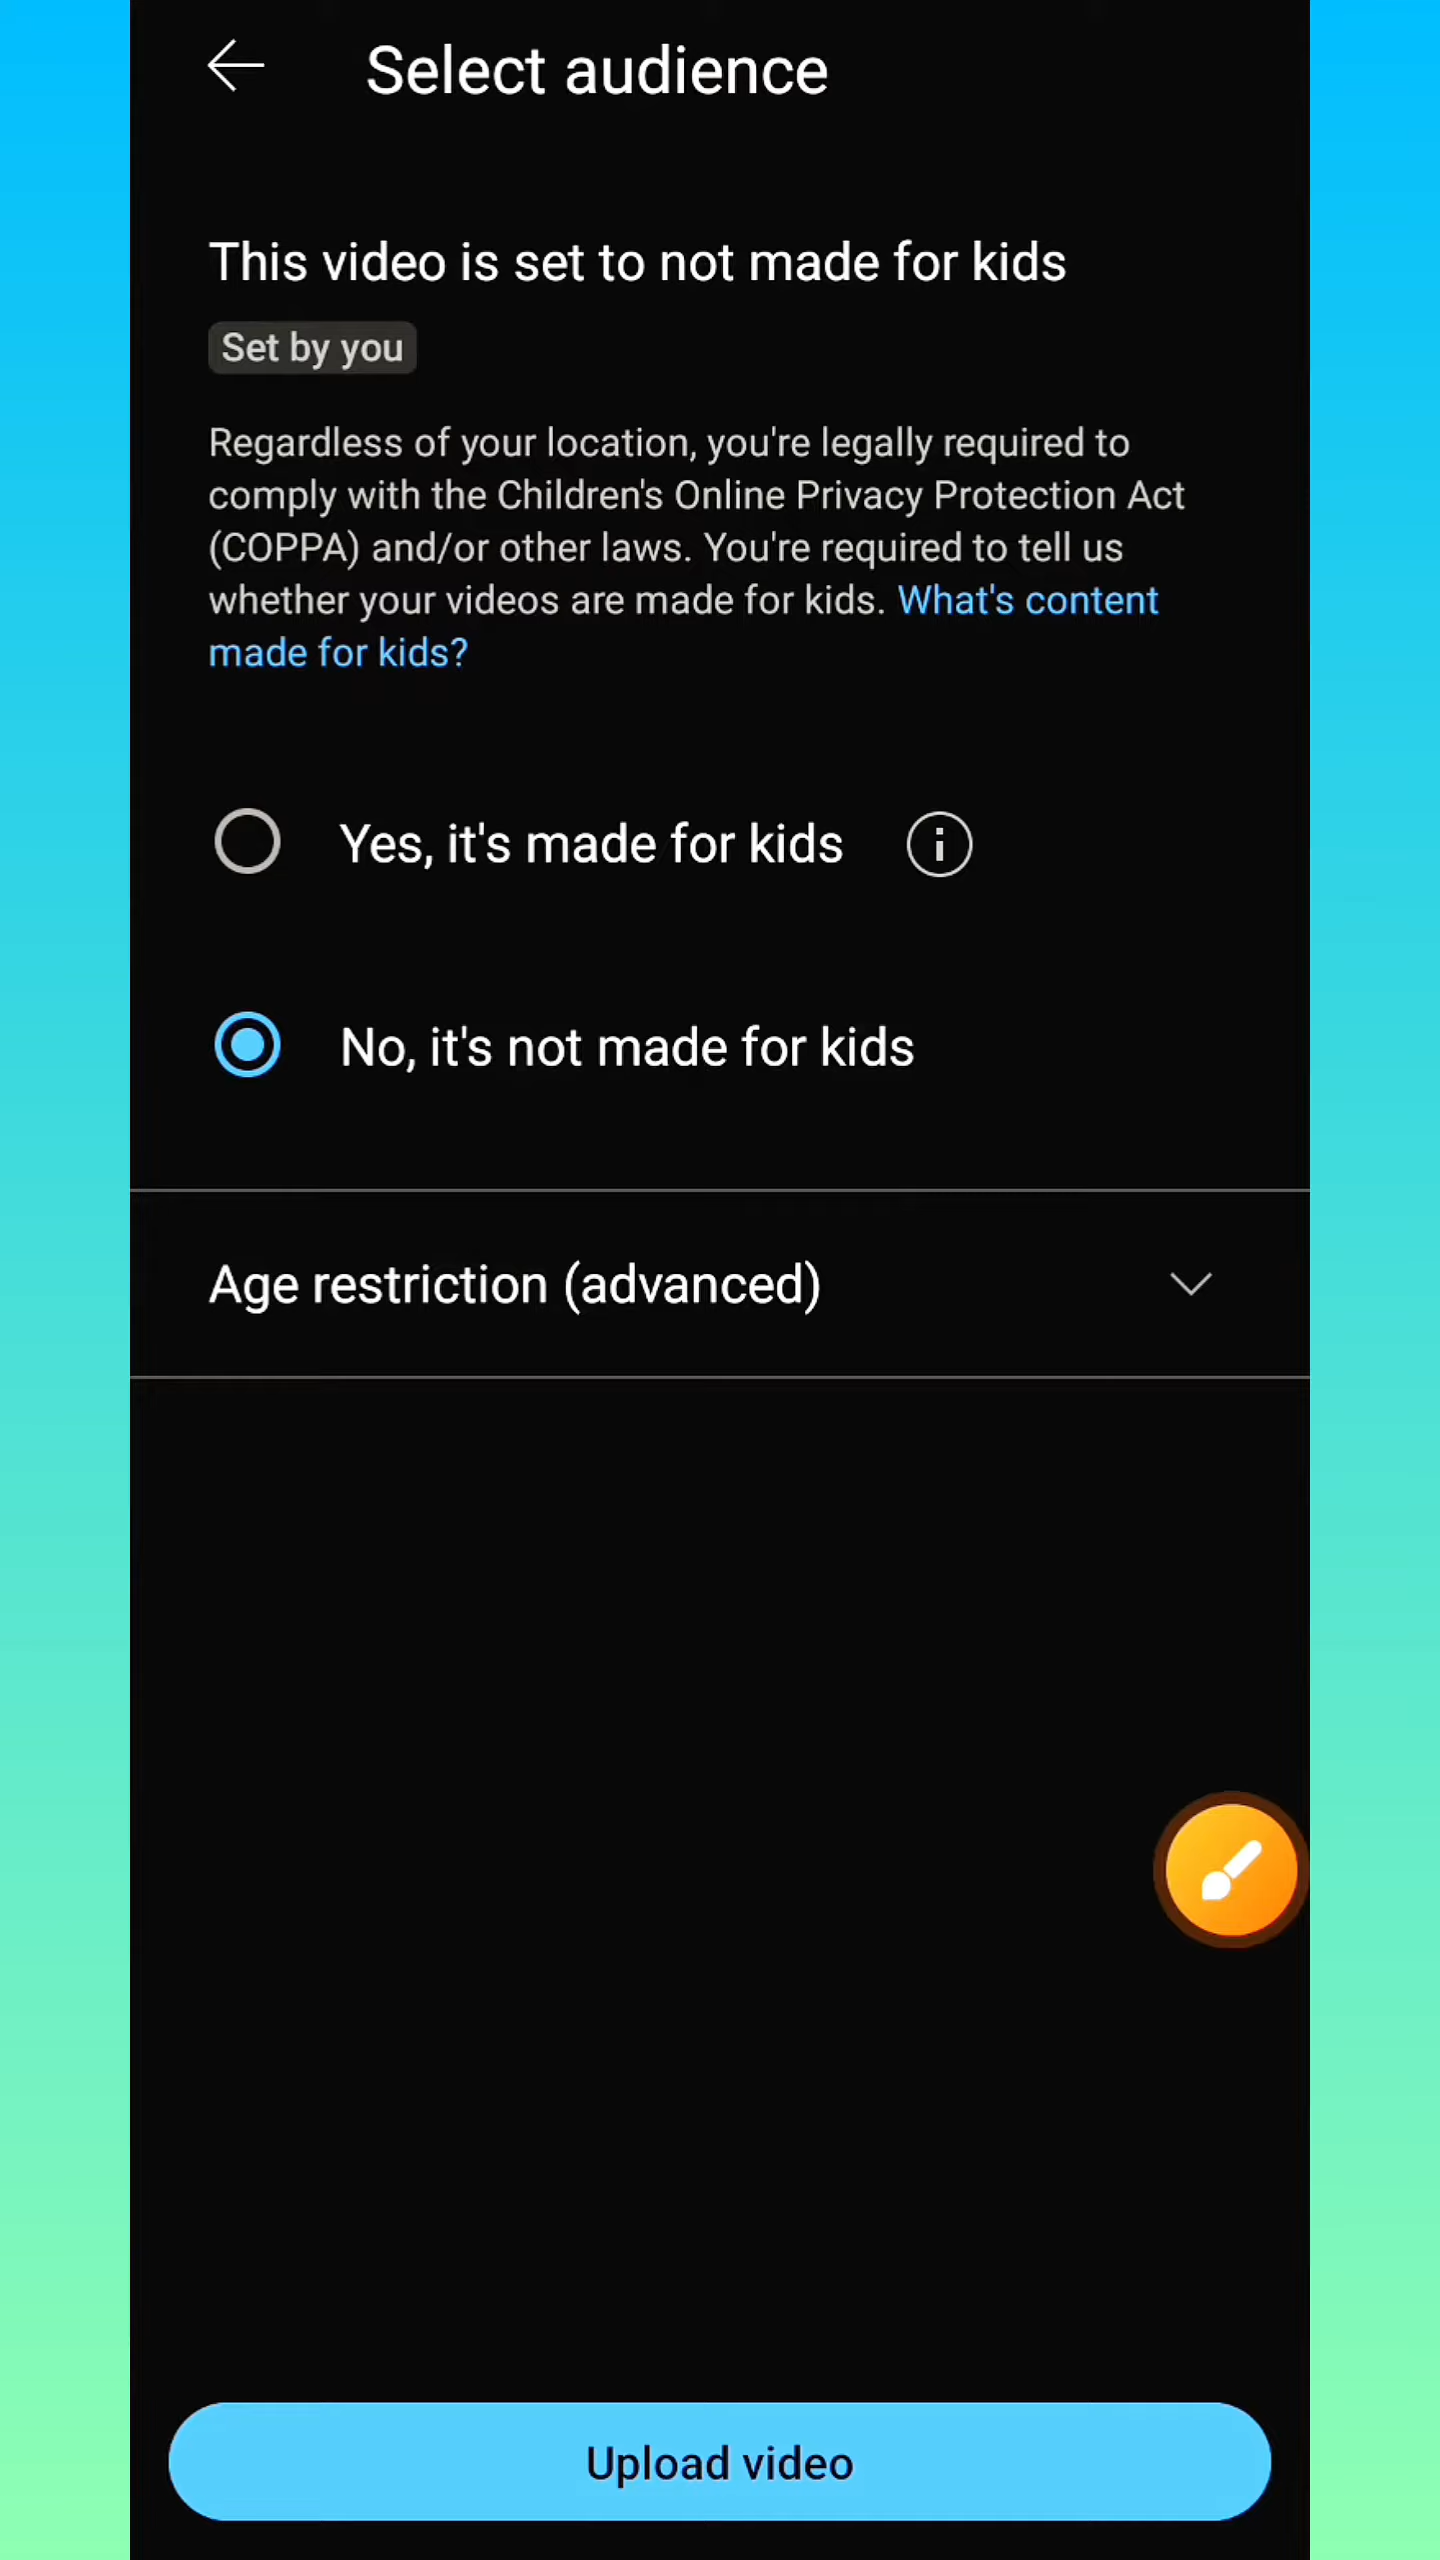 Select audience
This video is set to not made for kids
Set by you
Regardless of your location, you're legally required to
comply with the Children's Online Privacy Protection Act
(COPPA) and/or other laws. You're required to tell us
whether your videos are made for kids. What's content
made for kids?
Yes, it's made for kids
No, it's not made for kids
Age restriction (advanced)
Upload video